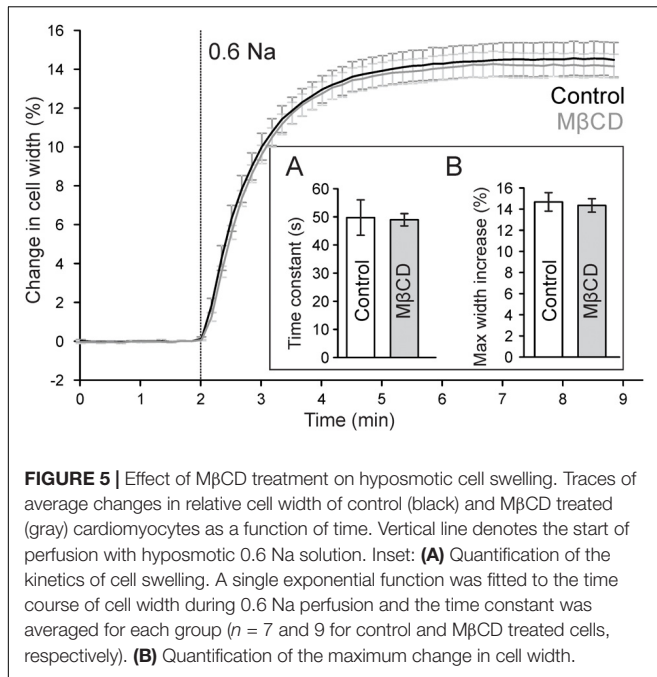 16
14
12
10
8
6
4
2
0
-2
Change in cell width (%)
0.6 Na
Control
MβCD
A
60
50
40
30
20
10
0
Time constant (s)
Control
MβCD
B
16
14
12
10
8
6
4
2
0
Max width increase (%)
Control
MβCD
0 1 2 3 4 5 6 7 8 9
Time (min)
FIGURE 5 | Effect of MβCD treatment on hyposmotic cell swelling. Traces of
average changes in relative cell width of control (black) and MβCD treated
(gray) cardiomyocytes as a function of time. Vertical line denotes the start of
perfusion with hyposmotic 0.6 Na solution. Inset: (A) Quantification of the
kinetics of cell swelling. A single exponential function was fitted to the time
course of cell width during 0.6 Na perfusion and the time constant was
averaged for each group (n = 7 and 9 for control and MβCD treated cells,
respectively). (B) Quantification of the maximum change in cell width.